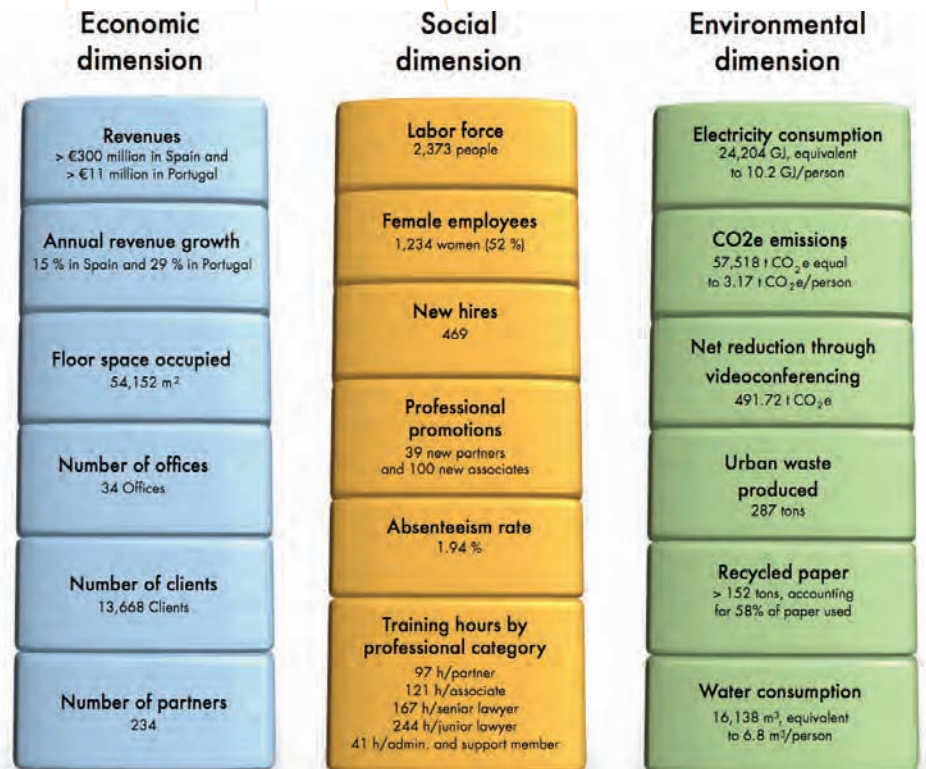 Economic
dimension
Revenues
> €300 million in Spain and
> €11 million in Portugal
Annual revenue growth
15 % in Spain and 29 % in Portugal
Floor space occupied
54,152 m²
Number of offices
34 Offices
Number of clients
13,668 Clients
Number of partners
234
Social
dimension
Labor force
2,373 people
Female employees
1,234 women (52 %)
New hires
469
Professional
promotions
39 new partners
and 100 new associates
Absenteeism rate
1.94 %
Training hours by
professional category
97 h/partner
121 h/associate
167 h/senior lawyer
244 h/junior lawyer
41 h/admin. and support member
Environmental
dimension
Electricity consumption
24,204 GJ, equivalent
to 10.2 GJ/person
CO2e emissions
57,518 t CO₂e equal
to 3.17 t CO₂e/person
Net reduction through
videoconferencing
491.72 t CO₂e
Urban waste
produced
287 tons
Recycled paper
> 152 tons, accounting
for 58% of paper used
Water consumption
16,138 m³, equivalent
to 6.8 m³/person